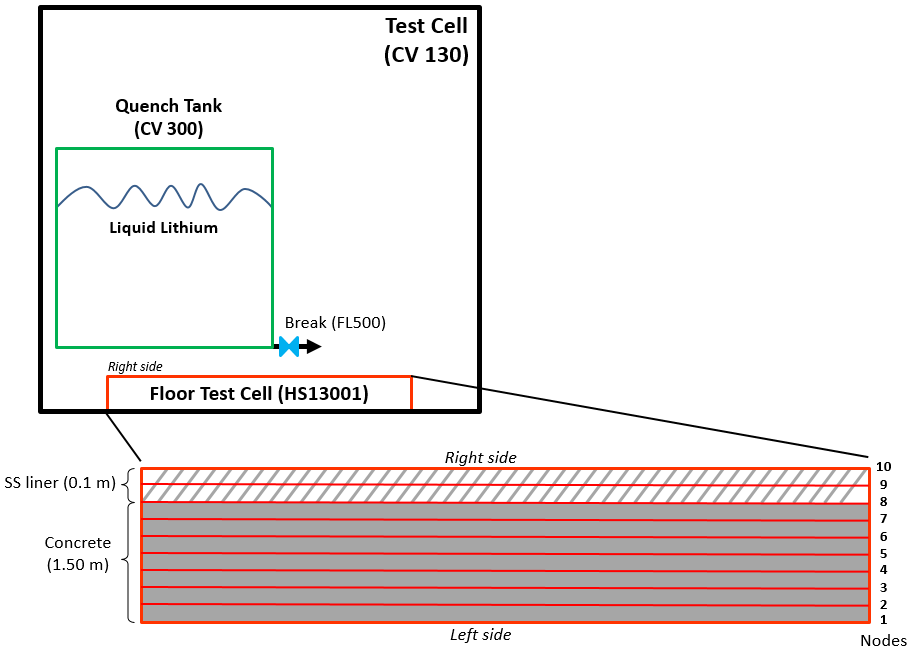 Test Cell
(CV 130)
Quench Tank
(CV 300)
Liquid Lithium
Break (FL500)
Right side
Floor Test Cell (HS13001)
Right side
SS liner (0.1 m)
Concrete
(1.50 m)
10
9
8
7
6
5
4
3
2
1
Left side
Nodes